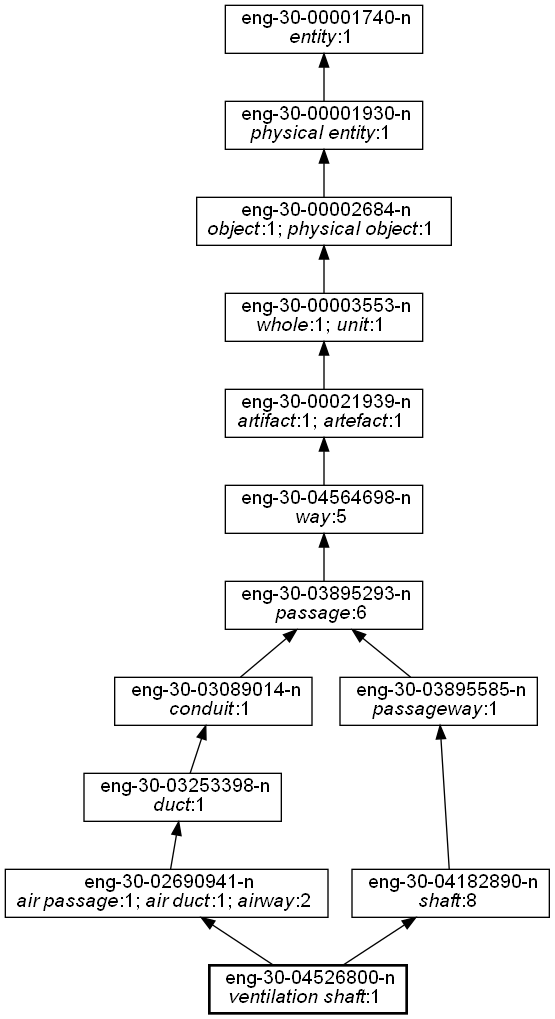 eng-30-00001740-n
entity:1
eng-30-00001930-n
physical entity:1
eng-30-00002684-n
object:1; physical object:1
eng-30-00003553-n
whole:1; unit:1
eng-30-00021939-n
artifact:1; artefact:1
eng-30-04564698-n
way:5
eng-30-03895293-n
passage:6
eng-30-03089014-n
conduit:1
eng-30-03895585-n
passageway:1
eng-30-03253398-n
duct:1
eng-30-02690941-n
air passage:1; air duct:1; airway:2
eng-30-04182890-n
shaft:8
eng-30-04526800-n
ventilation shaft:1